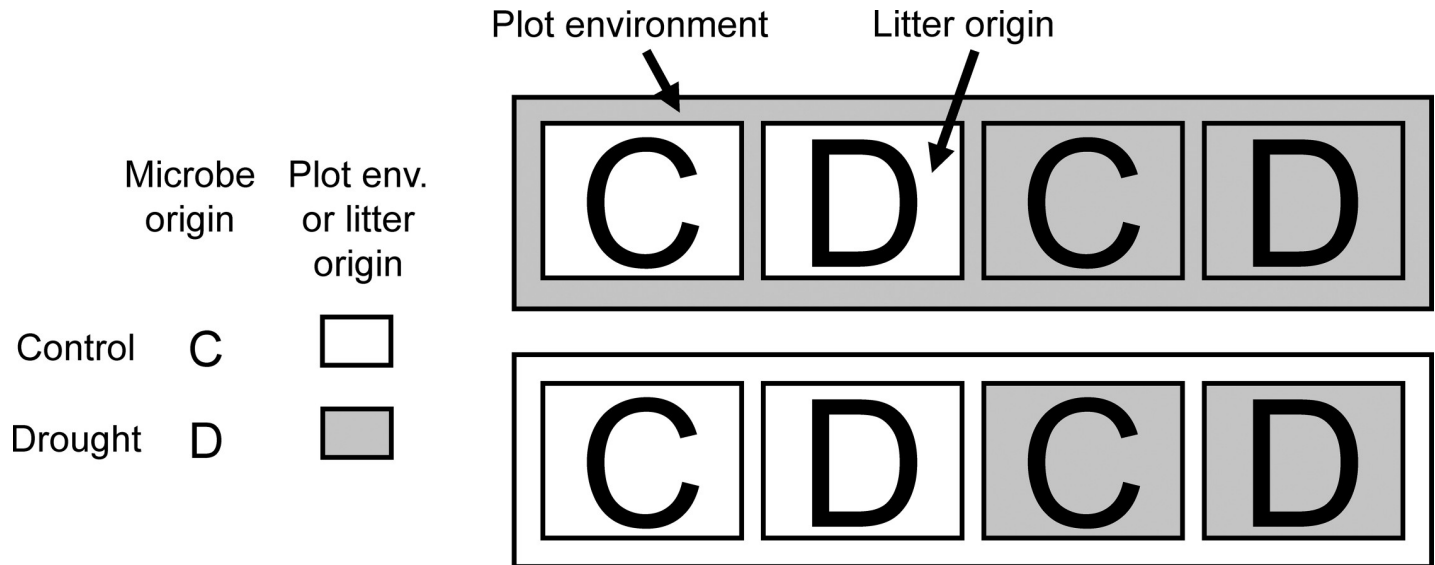 Plot environment
Litter origin
C D C D
Microbe
origin
Plot env.
or litter
origin
Control C
Drought D
C D C D